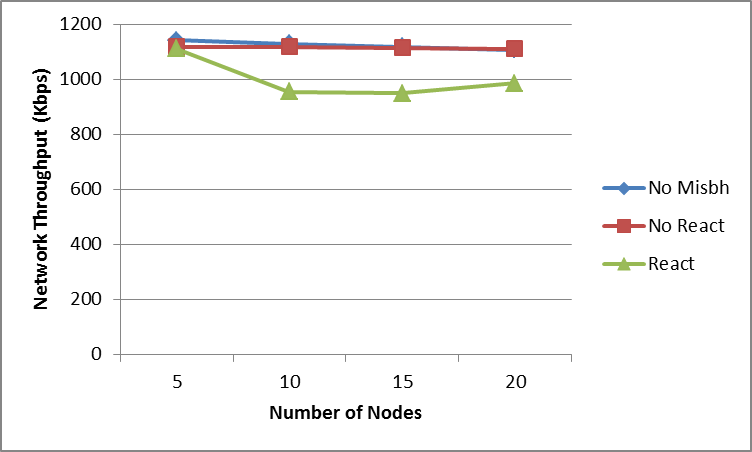 1200
1000
800
600
400
200
0
Network Throughput (Kbps)
5 10 15 20
Number of Nodes
No Misbh
No React
React